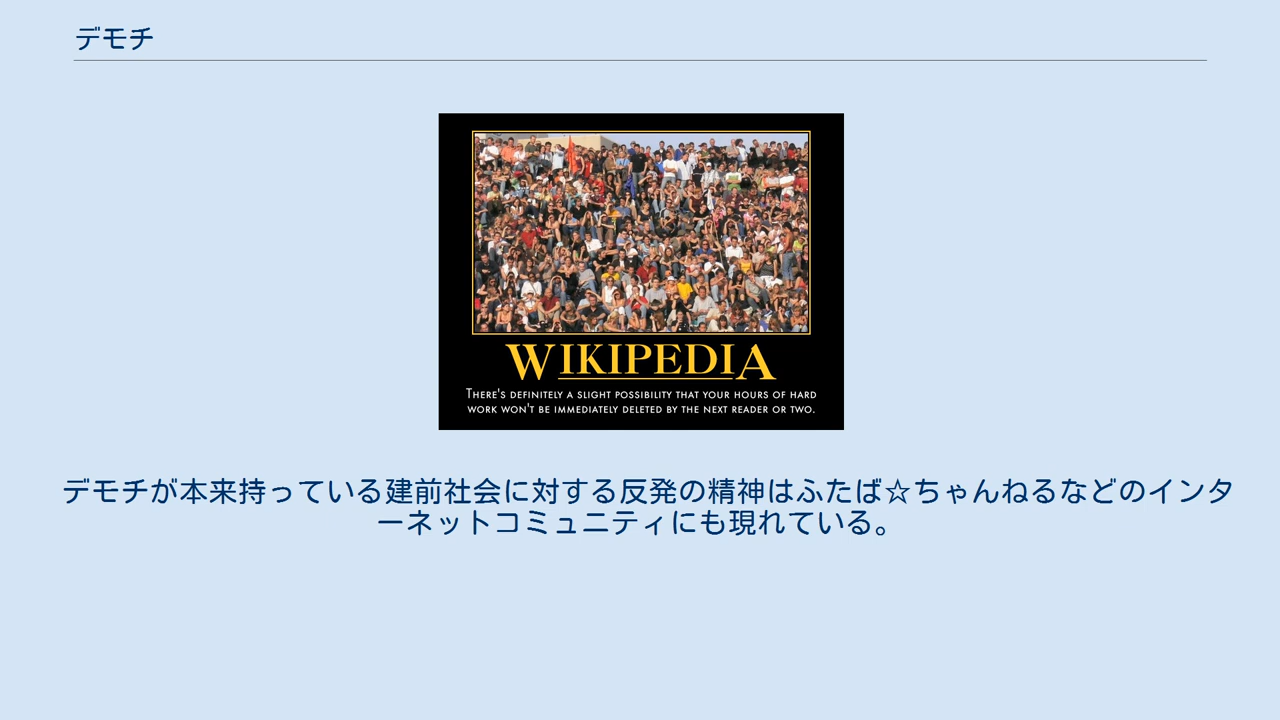 デモチ
WIKIPEDIA
THERE'S DEFINITELY A SLIGHT POSSIBILITY THAT YOUR HOURS OF HARD
WORK WON'T BE IMMEDIATELY DELETED BY THE NEXT READER OR TWO.
デモチが本来持っている建前社会に対する反発の精神はふたば☆ちゃんねるなどのインタ
ーネットコミュニティにも現れている。